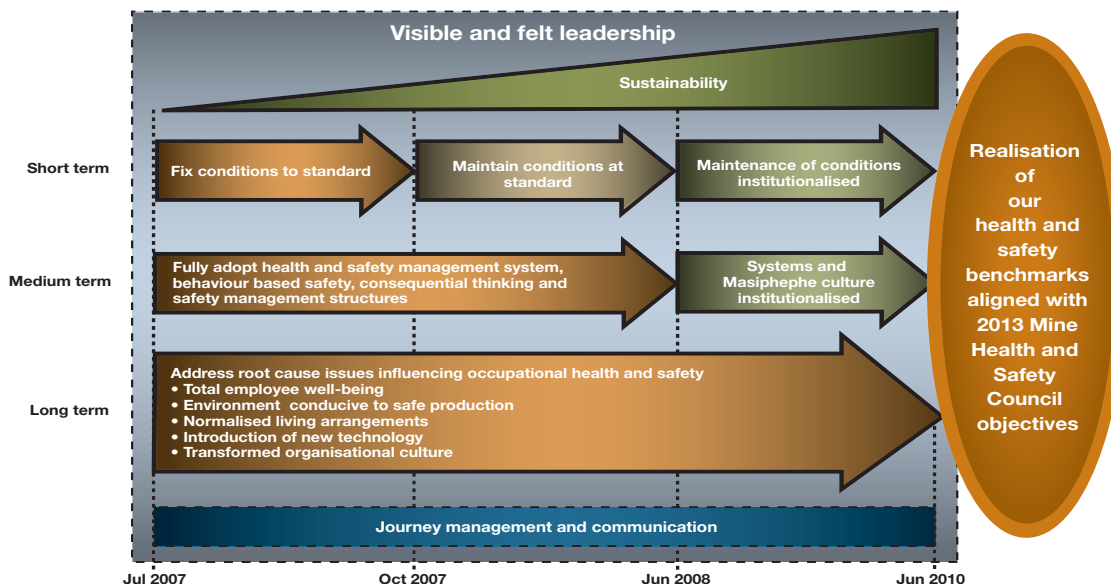 Visible and felt leadership
Sustainability
Short term
Fix conditions to standard
Maintain conditions at
standard
Maintenance of conditions
institutionalised
Medium term
Fully adopt health and safety management system,
behaviour based safety, consequential thinking and
safety management structures
Systems and
Masiphephe culture
institutionalised
Long term
Address root cause issues influencing occupational health and safety
• Total employee well-being
• Environment conducive to safe production
• Normalised living arrangements
• Introduction of new technology
• Transformed organisational culture
Journey management and communication
Jul 2007
Oct 2007
Jun 2008
Jun 2010
Realisation
of
our
health and
safety
benchmarks
aligned with
2013 Mine
Health and
Safety
Council
objectives